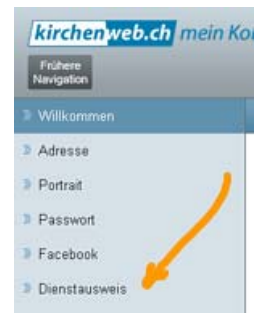 kirchenweb.ch mein Ko
Frühere
Navigation
Willkommen
Adresse
Portrait
Passwort
Facebook
Dienstausweis